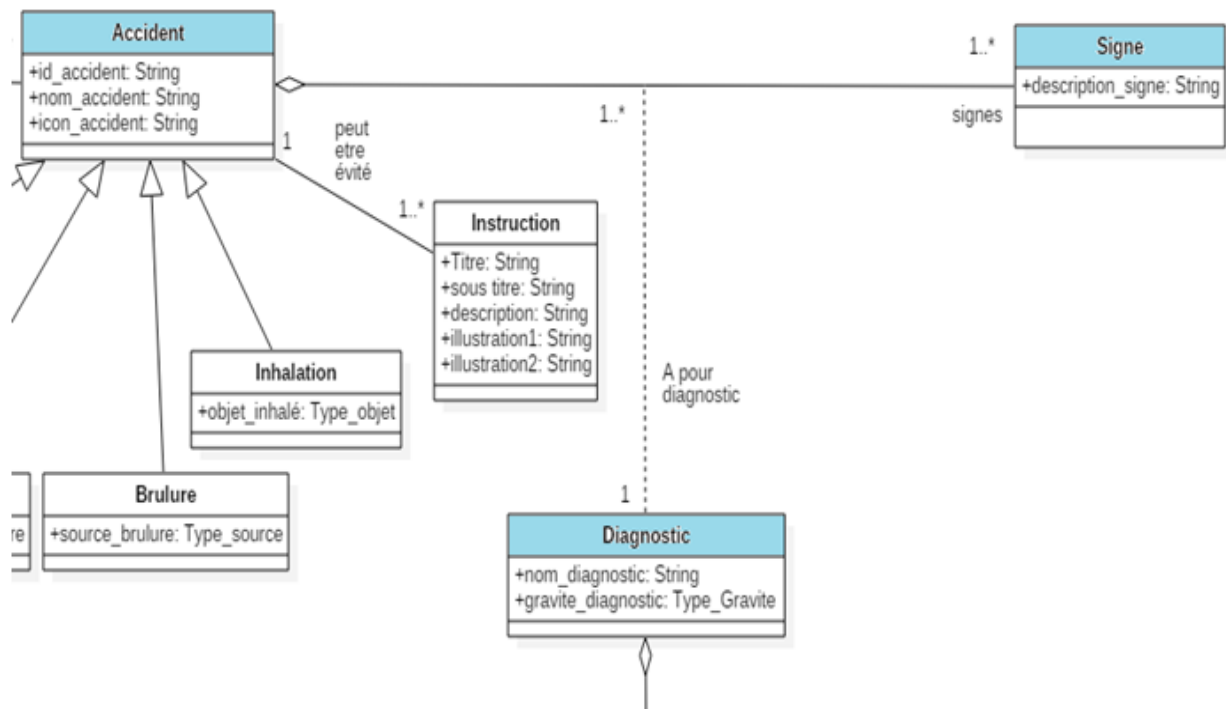 Accident
+id_accident: String
+nom_accident: String
+icon_accident: String
1..*
Signe
+description_signe: String
signes
1..*
1
peut
etre
évité
1..*
Instruction
+Titre: String
+sous titre: String
+description: String
+illustration1: String
+illustration2: String
Inhalation
+objet_inhalé: Type_objet
A pour
diagnostic
Brulure
+source_brulure: Type_source
re
1
Diagnostic
+nom_diagnostic: String
+gravite_diagnostic: Type_Gravite